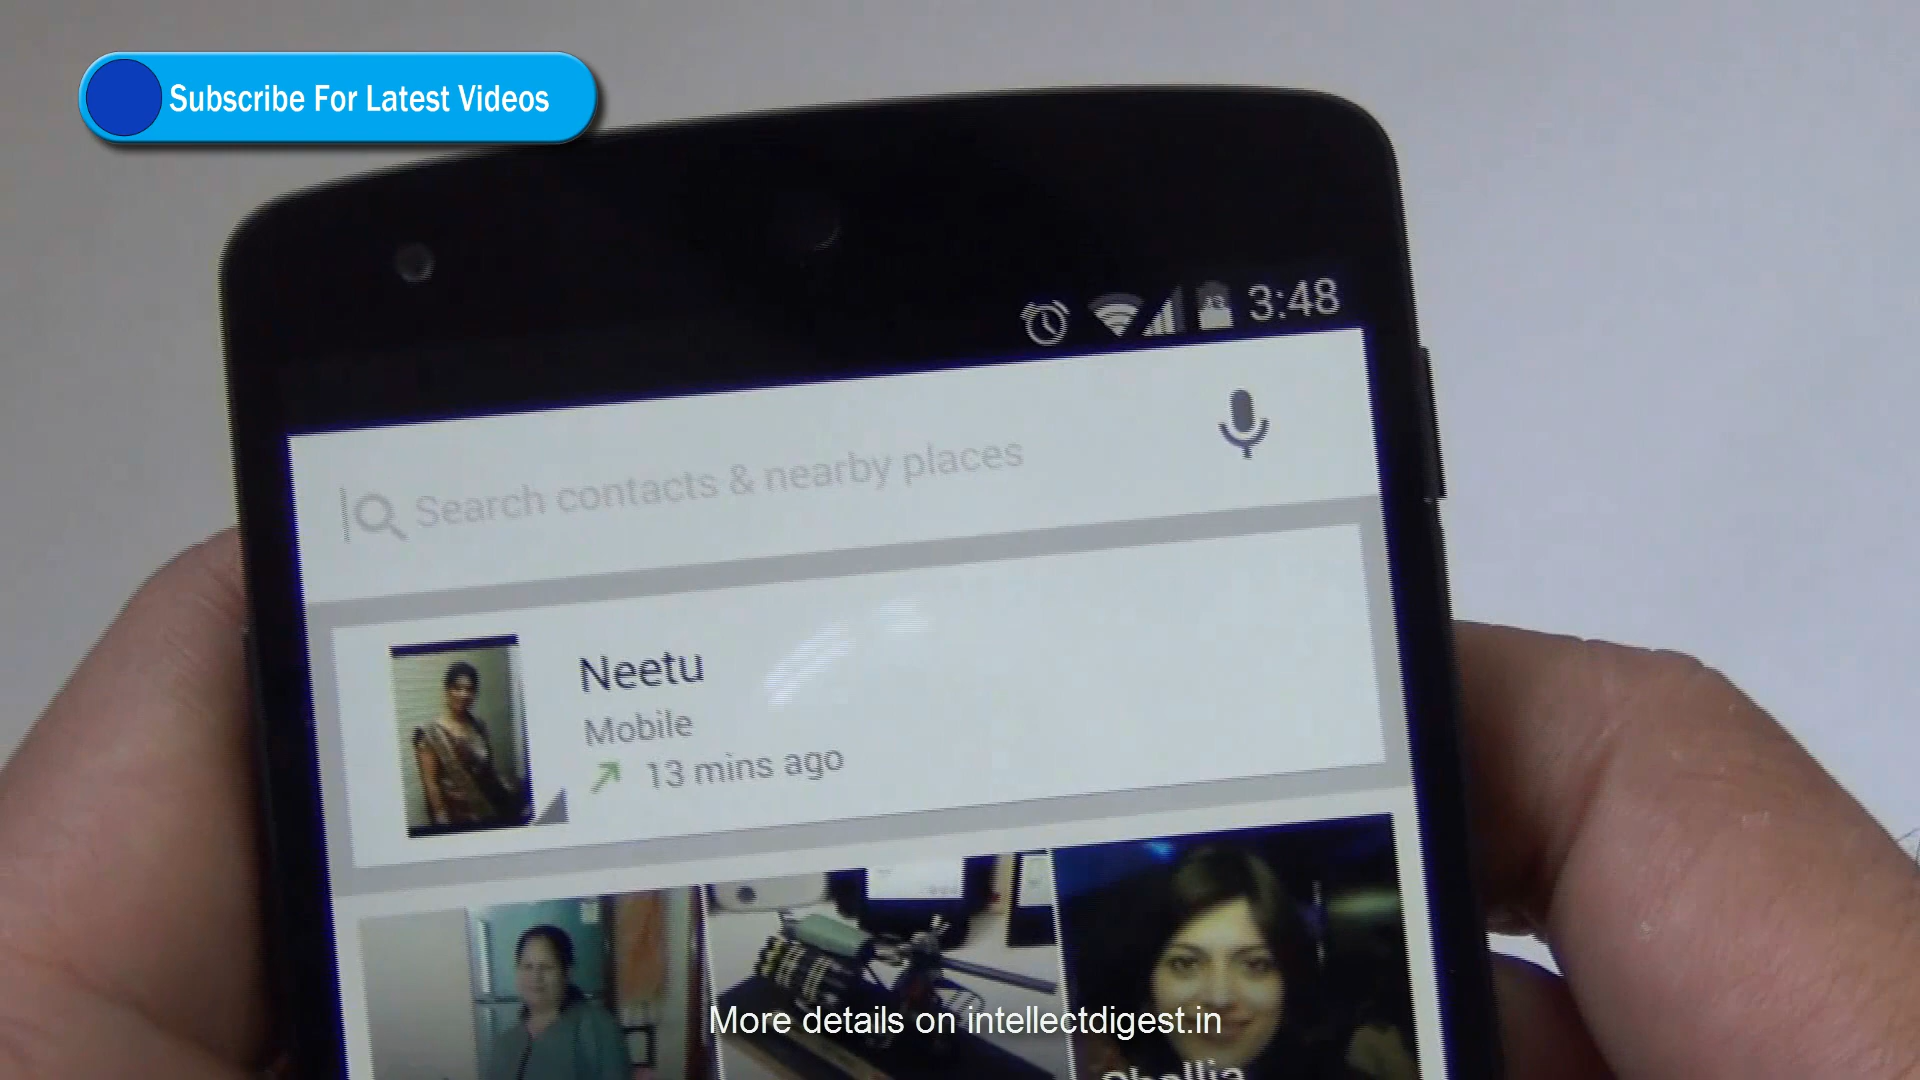 Subscribe For Latest Videos
3:48
Search contacts & nearby places
Neetu
Mobile
13 mins ago
More details on intellectdigest.in